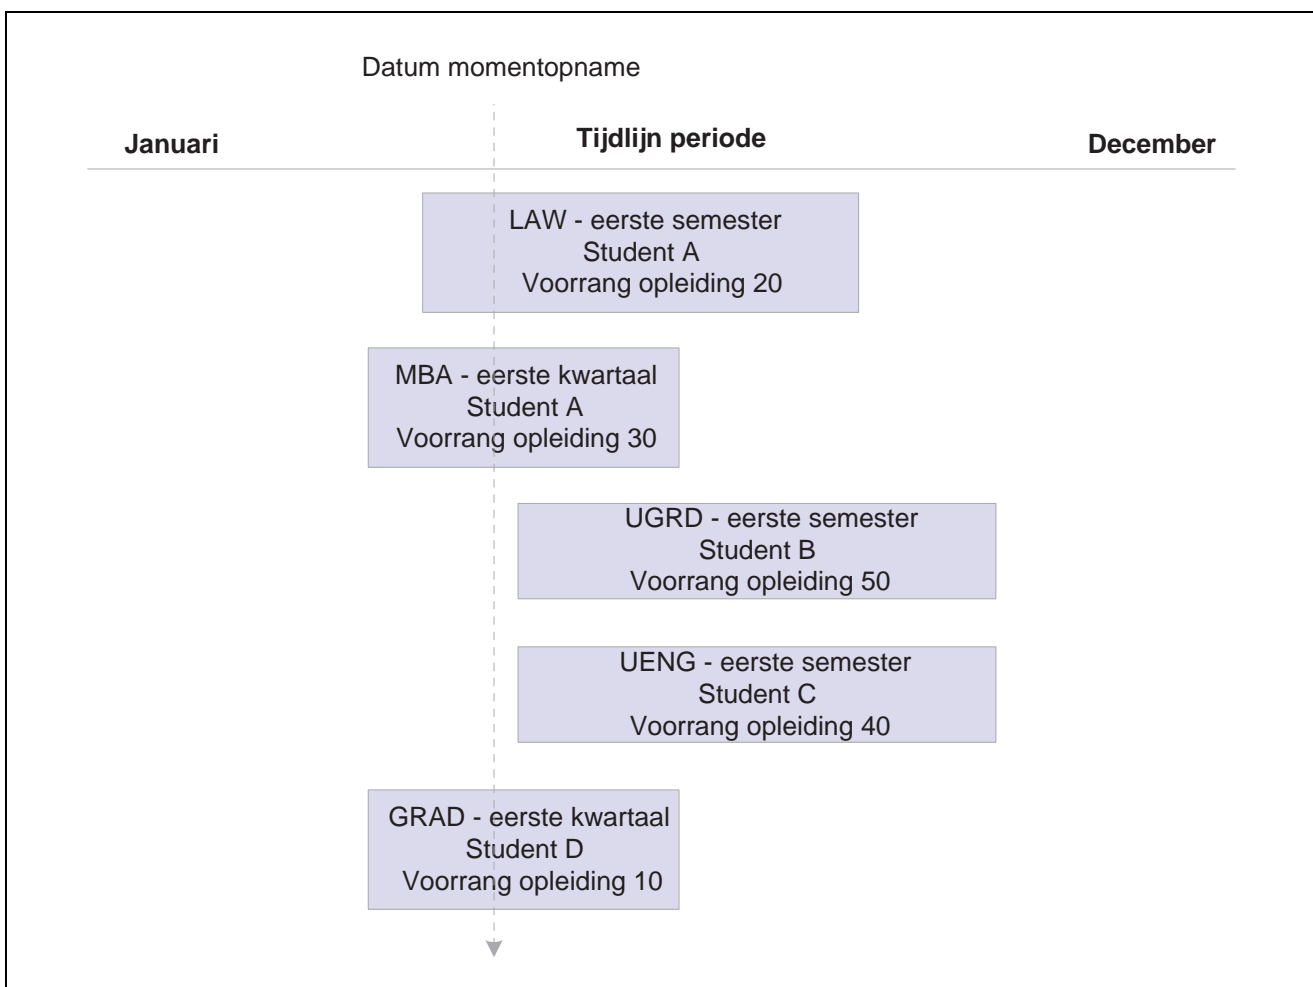 Datum momentopname
Januari
Tijdlijn periode
December
LAW - eerste semester
Student A
Voorrang opleiding 20
MBA - eerste kwartaal
Student A
Voorrang opleiding 30
UGRD - eerste semester
Student B
Voorrang opleiding 50
UENG - eerste semester
Student C
Voorrang opleiding 40
GRAD - eerste kwartaal
Student D
Voorrang opleiding 10